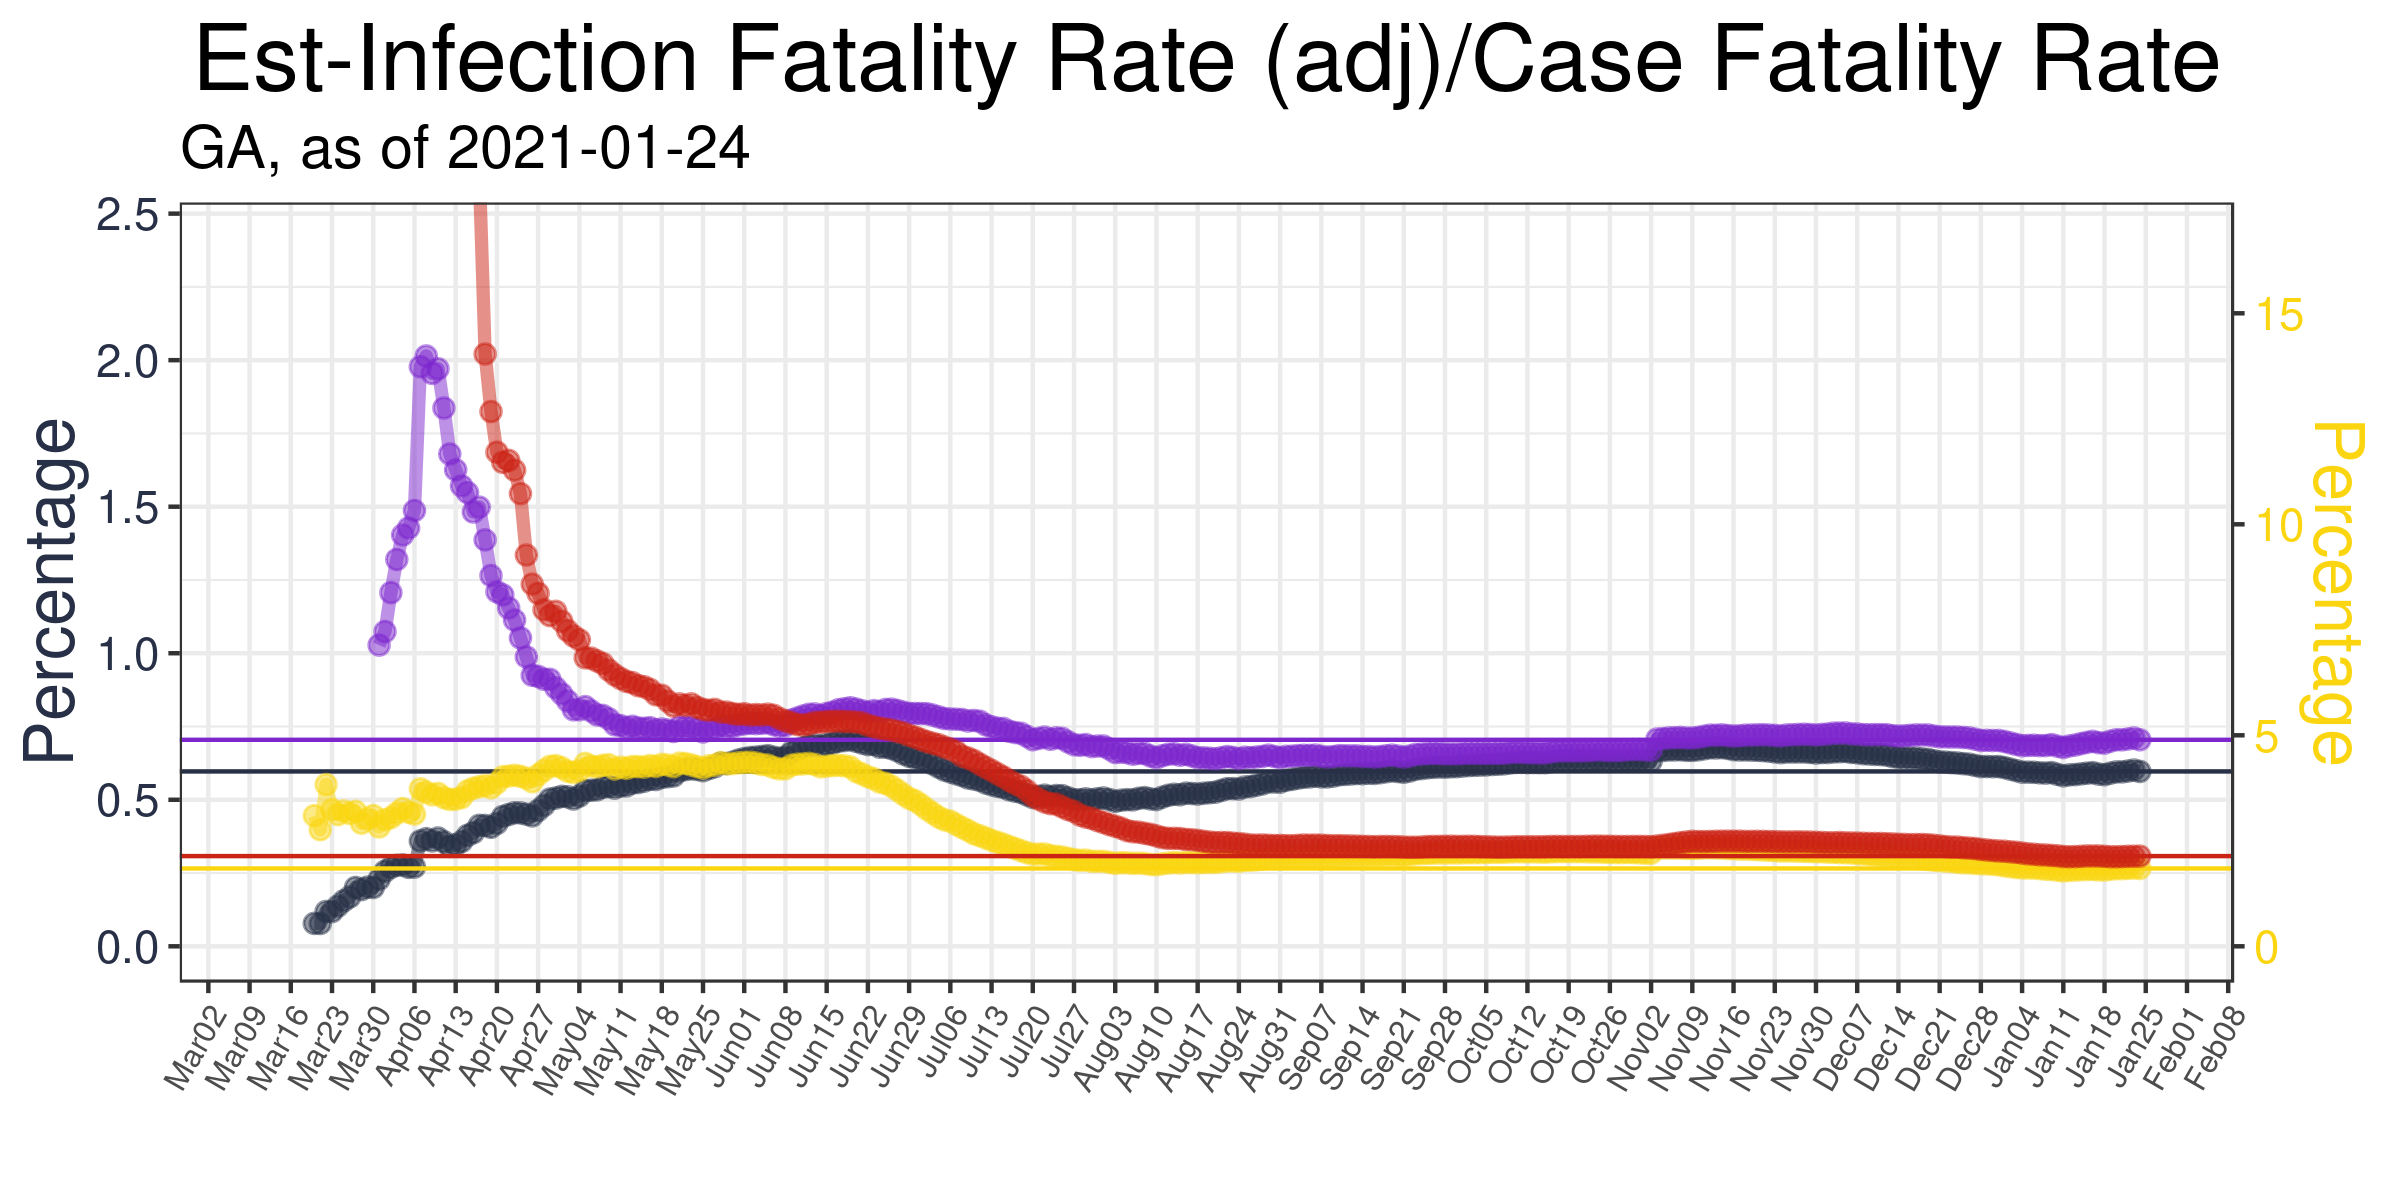 Est-Infection Fatality Rate (adj)/Case Fatality Rate
GA, as of 2021-01-24
Percentage
2.5
2.0
1.5
1.0
0.5
0.0
15
10
5
0
Percentage
Mar02 Mar09 Mar16 Mar23 Mar30 Apr06 Apr13 Apr20 Apr27 May04 May11 May18 May25 Jun01 Jun08 Jun15 Jun22 Jun29 Jul06 Jul13 Jul20 Jul27 Aug03 Aug10 Aug17 Aug24 Aug31 Sep07 Sep14 Sep21 Sep28 Oct05 Oct12 Oct19 Oct26 Nov02 Nov09 Nov16 Nov23 Nov30 Dec07 Dec14 Dec21 Dec28 Jan04 Jan11 Jan18 Jan25 Feb01 Feb08